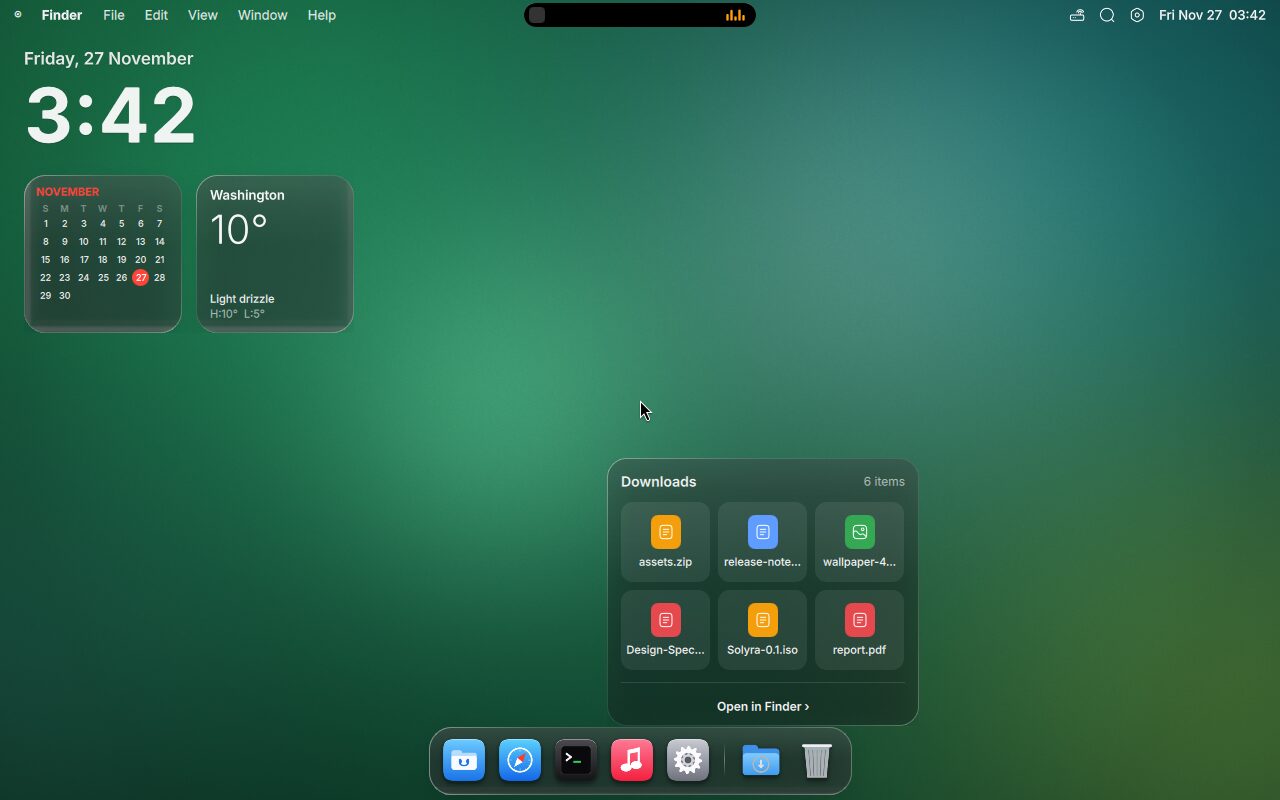 Finder File Edit View Window Help
Fri Nov 27 03:42
Friday, 27 November
3:42
NOVEMBER
S M T W T F S
1 2 3 4 5 6 7
8 9 10 11 12 13 14
15 16 17 18 19 20 21
22 23 24 25 26 27 28
29 30
Washington
10°
Light drizzle
H:10° L:5°
Downloads 6 items
assets.zip release-note... wallpaper-4...
Design-Spec... Solyra-0.1.iso report.pdf
Open in Finder ›